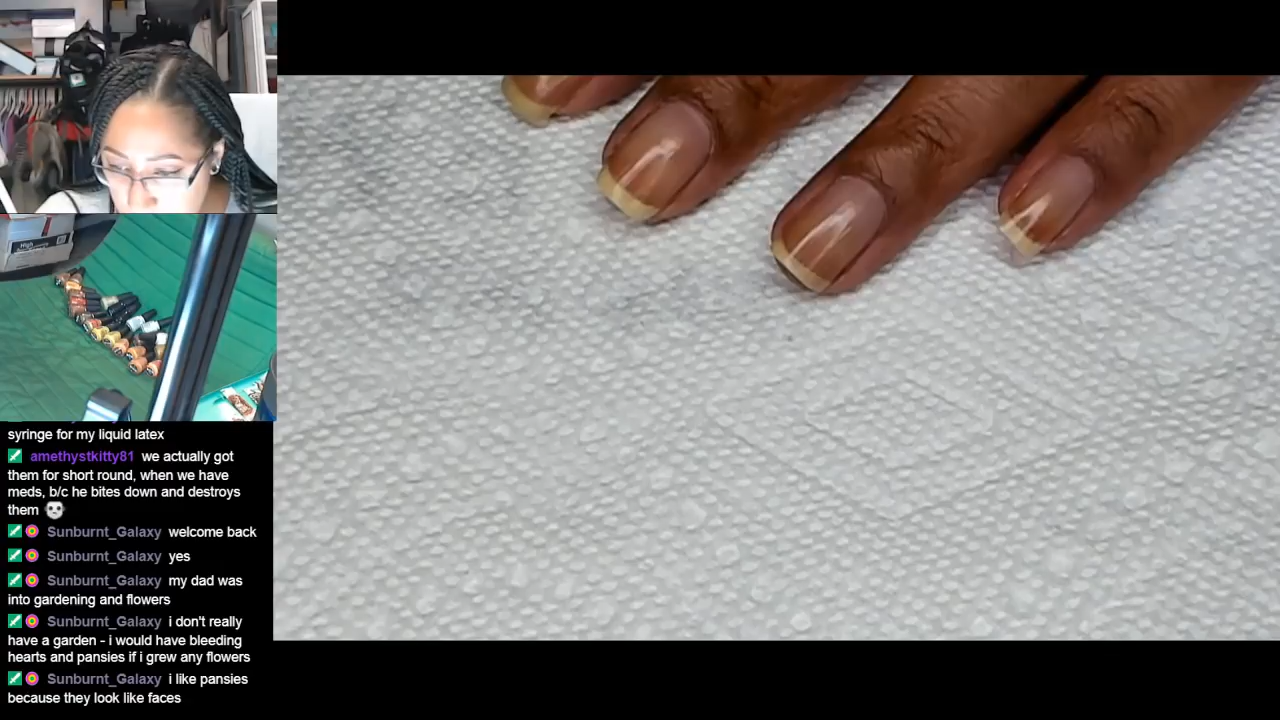 High
syringe for my liquid latex
amethystkitty81 we actually got
them for short round, when we have
meds, b/c he bites down and destroys
them
Sunburnt_Galaxy welcome back
Sunburnt_Galaxy yes
Sunburnt_Galaxy my dad was
into gardening and flowers
Sunburnt_Galaxy i don't really
have a garden - i would have bleeding
hearts and pansies if i grew any flowers
Sunburnt_Galaxy i like pansies
because they look like faces